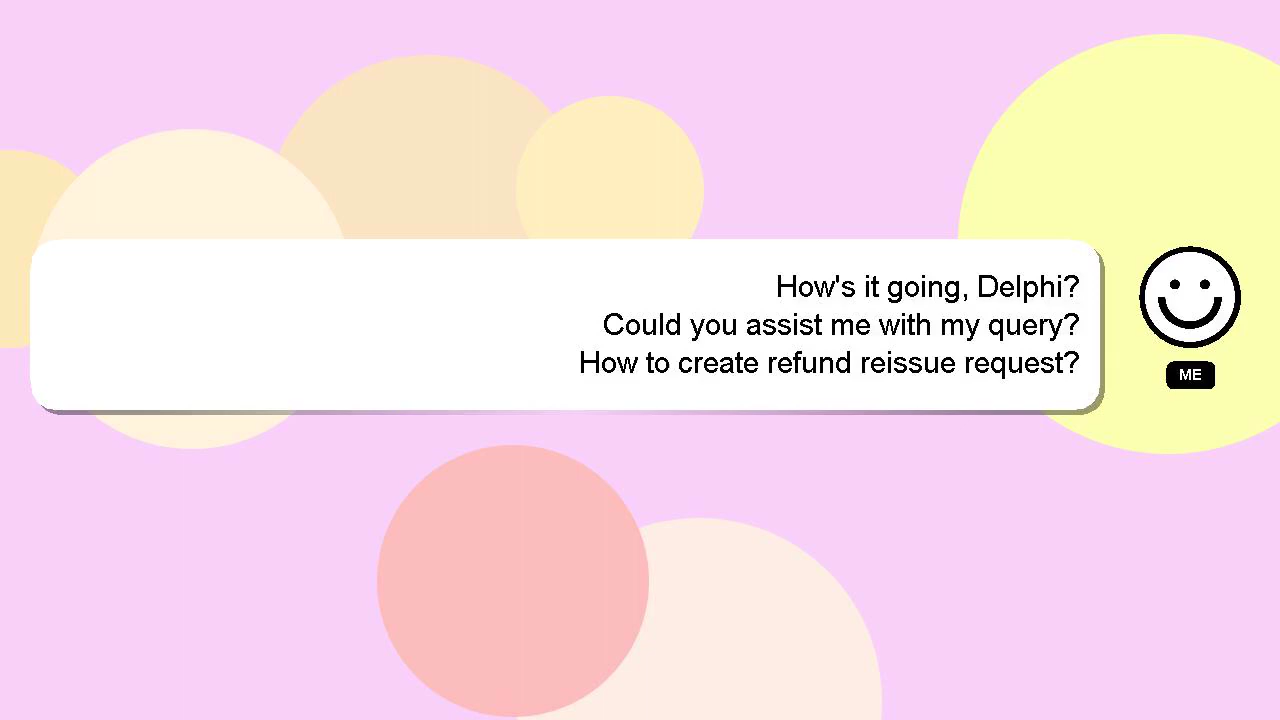 How's it going, Delphi?
Could you assist me with my query?
How to create refund reissue request?
ME